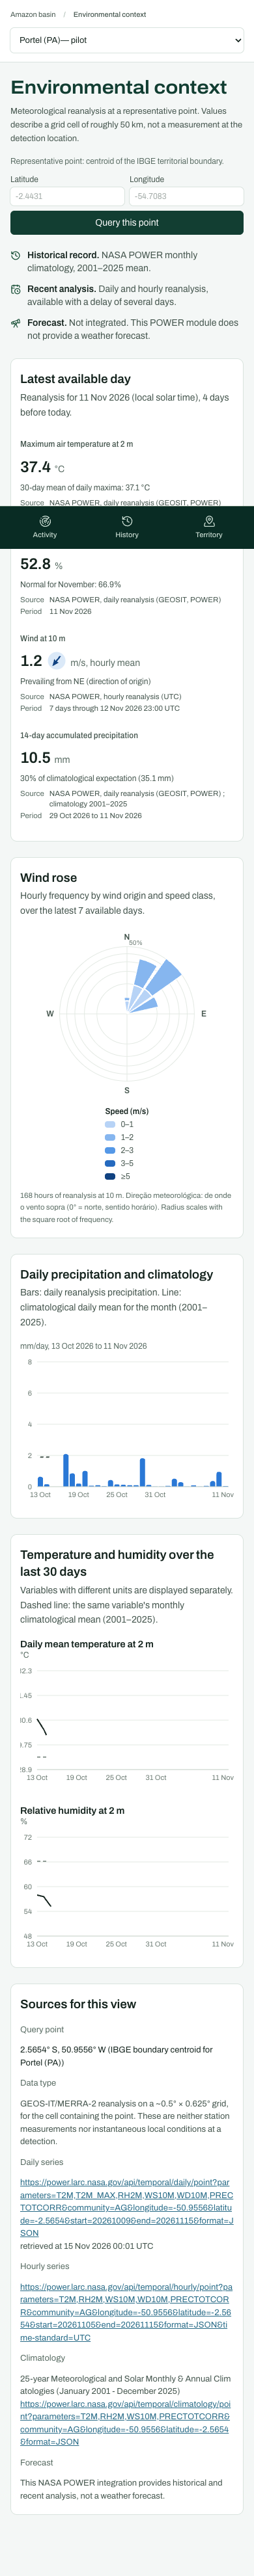 Amazon basin / Environmental context
Portel (PA)— pilot
Environmental context
Meteorological reanalysis at a representative point. Values
describe a grid cell of roughly 50 km, not a measurement at the
detection location.
Representative point: centroid of the IBGE territorial boundary.
Latitude Longitude
-2.4431 -54.7083
Query this point
Historical record. NASA POWER monthly
climatology, 2001–2025 mean.
Recent analysis. Daily and hourly reanalysis,
available with a delay of several days.
Forecast. Not integrated. This POWER module does
not provide a weather forecast.
Latest available day
Reanalysis for 11 Nov 2026 (local solar time), 4 days
before today.
Maximum air temperature at 2 m
37.4 °C
30-day mean of daily maxima: 37.1 °C
Source NASA POWER, daily reanalysis (GEOSIT, POWER)
Activity History Territory
52.8 %
Normal for November: 66.9%
Source NASA POWER, daily reanalysis (GEOSIT, POWER)
Period 11 Nov 2026
Wind at 10 m
1.2 m/s, hourly mean
Prevailing from NE (direction of origin)
Source NASA POWER, hourly reanalysis (UTC)
Period 7 days through 12 Nov 2026 23:00 UTC
14-day accumulated precipitation
10.5 mm
30% of climatological expectation (35.1 mm)
Source NASA POWER, daily reanalysis (GEOSIT, POWER) ;
climatology 2001–2025
Period 29 Oct 2026 to 11 Nov 2026
Wind rose
Hourly frequency by wind origin and speed class,
over the latest 7 available days.
N
50%
W E
S
Speed (m/s)
0–1
1–2
2–3
3–5
≥5
168 hours of reanalysis at 10 m. Direção meteorológica: de onde
o vento sopra (0° = norte, sentido horário). Radius scales with
the square root of frequency.
Daily precipitation and climatology
Bars: daily reanalysis precipitation. Line:
climatological daily mean for the month (2001–
2025).
mm/day, 13 Oct 2026 to 11 Nov 2026
8
6
4
2
0
13 Oct 19 Oct 25 Oct 31 Oct 11 Nov
Temperature and humidity over the
last 30 days
Variables with different units are displayed separately.
Dashed line: the same variable's monthly
climatological mean (2001–2025).
Daily mean temperature at 2 m
°C
32.3
.45
30.6
.75
28.9
13 Oct 19 Oct 25 Oct 31 Oct 11 Nov
Relative humidity at 2 m
%
72
66
60
54
48
13 Oct 19 Oct 25 Oct 31 Oct 11 Nov
Sources for this view
Query point
2.5654° S, 50.9556° W (IBGE boundary centroid for
Portel (PA))
Data type
GEOS-IT/MERRA-2 reanalysis on a ~0.5° × 0.625° grid,
for the cell containing the point. These are neither station
measurements nor instantaneous local conditions at a
detection.
Daily series
https://power.larc.nasa.gov/api/temporal/daily/point?par
ameters=T2M,T2M_MAX,RH2M,WS10M,WD10M,PREC
TOTCORR&community=AG&longitude=-50.9556&latitu
de=-2.5654&start=20261009&end=20261115&format=J
SON
retrieved at 15 Nov 2026 00:01 UTC
Hourly series
https://power.larc.nasa.gov/api/temporal/hourly/point?pa
rameters=T2M,RH2M,WS10M,WD10M,PRECTOTCOR
R&community=AG&longitude=-50.9556&latitude=-2.56
54&start=20261105&end=20261115&format=JSON&ti
me-standard=UTC
Climatology
25-year Meteorological and Solar Monthly & Annual Clim
atologies (January 2001 - December 2025)
https://power.larc.nasa.gov/api/temporal/climatology/poi
nt?parameters=T2M,RH2M,WS10M,PRECTOTCORR&
community=AG&longitude=-50.9556&latitude=-2.5654
&format=JSON
Forecast
This NASA POWER integration provides historical and
recent analysis, not a weather forecast.